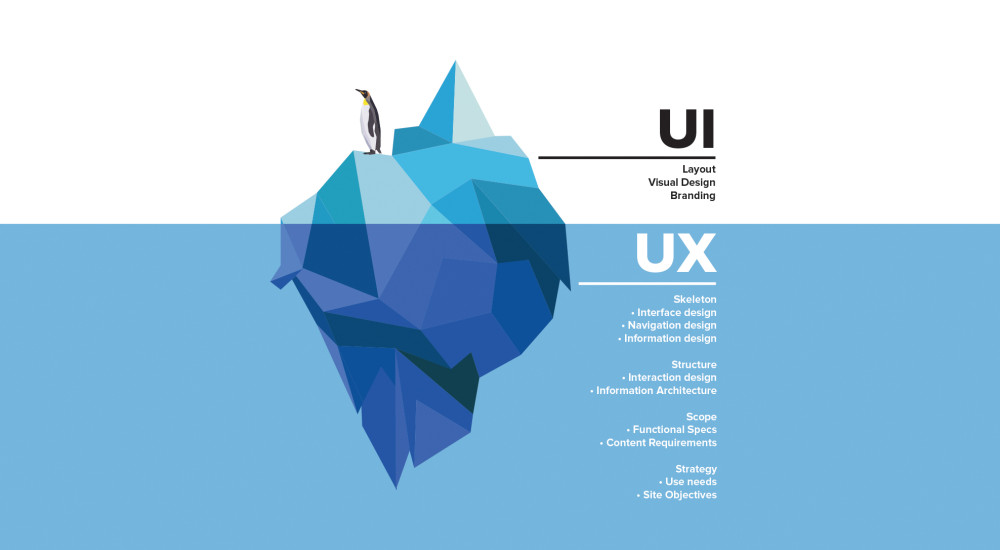 UI
Layout
Visual Design
Branding
UX
Skeleton
• Interface design
• Navigation design
• Information design
Structure
• Interaction design
• Information Architecture
Scope
• Functional Specs
• Content Requirements
Strategy
• Use needs
• Site Objectives